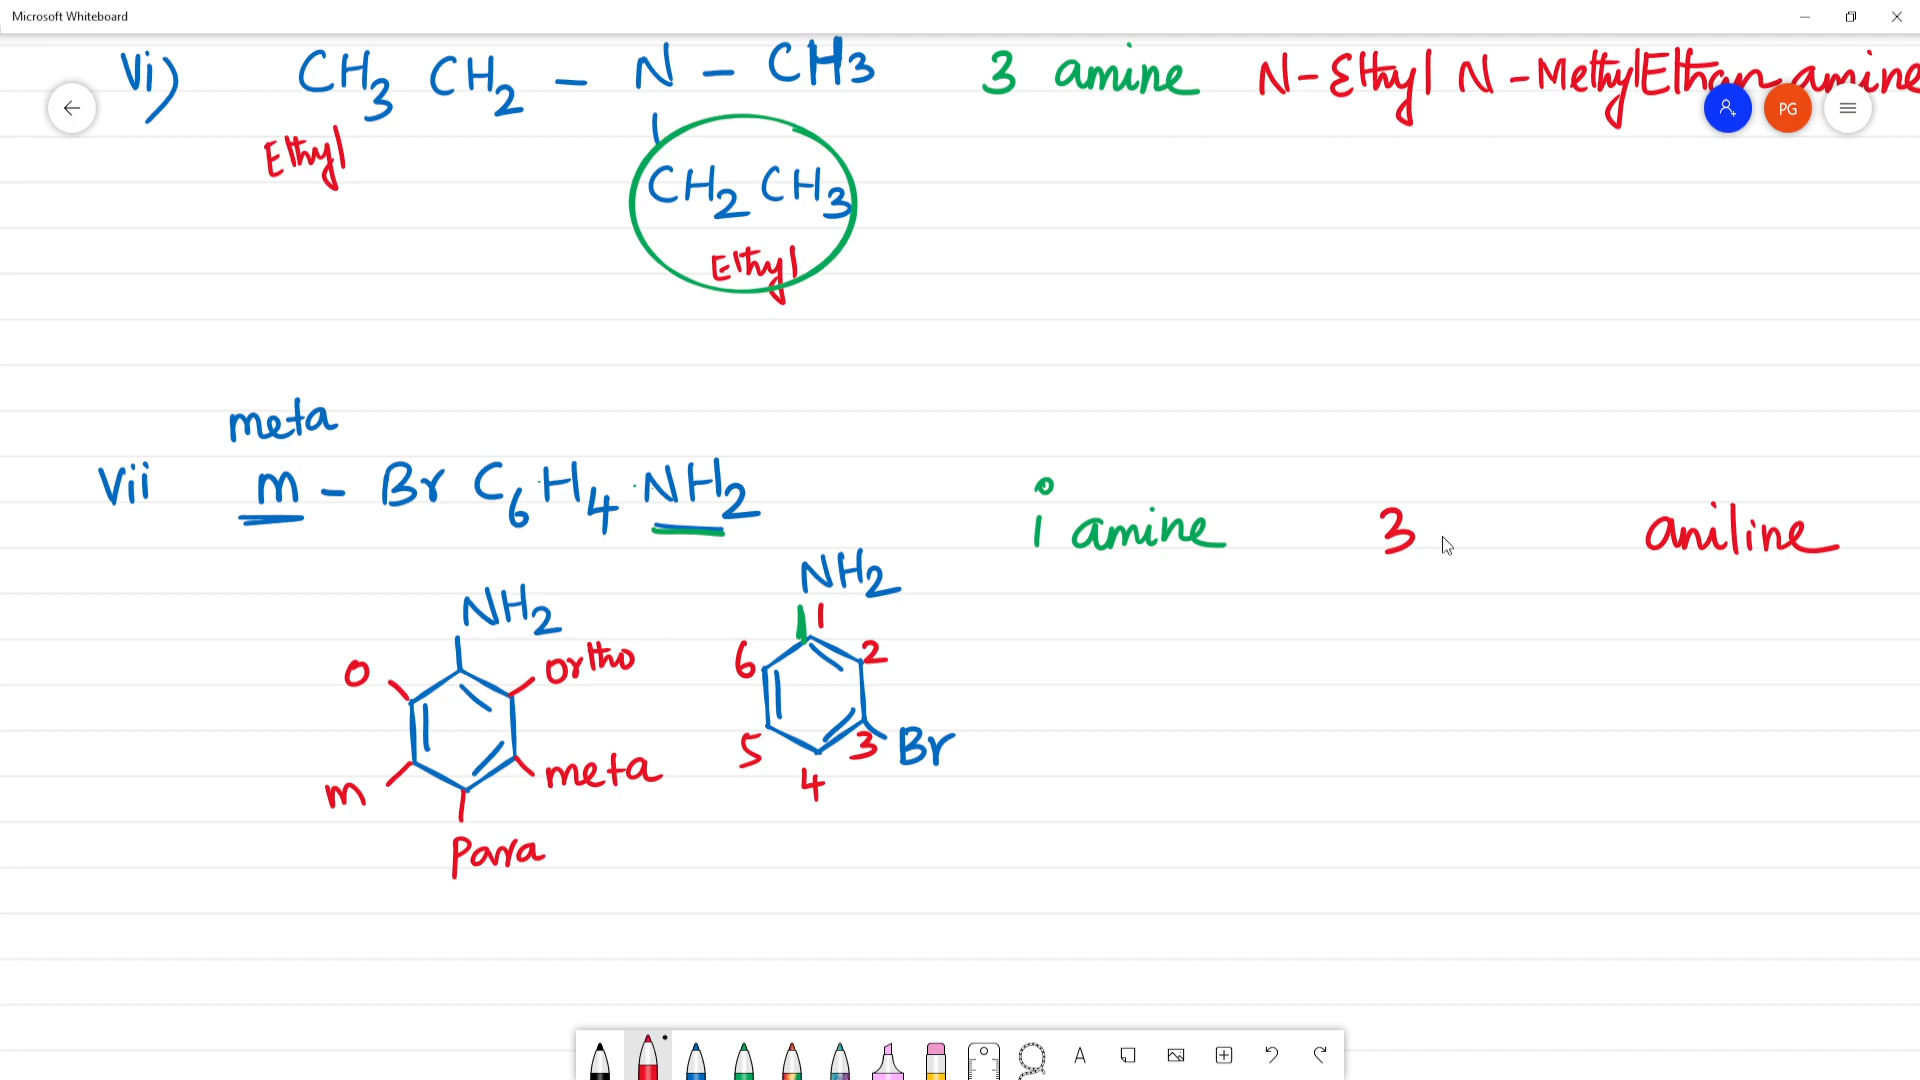 Microsoft Whiteboard
vi) CH3 CH2 - N - CH3 3 amine N-Ethyl N-MethylEthanamine
PG
Ethyl
CH2 CH3
Ethyl
meta
vii m - Br C6H4 NH2 1° amine 3 aniline
NH2 NH2
1
O ortho 6 2
m meta 5 3 Br
4
Para
A